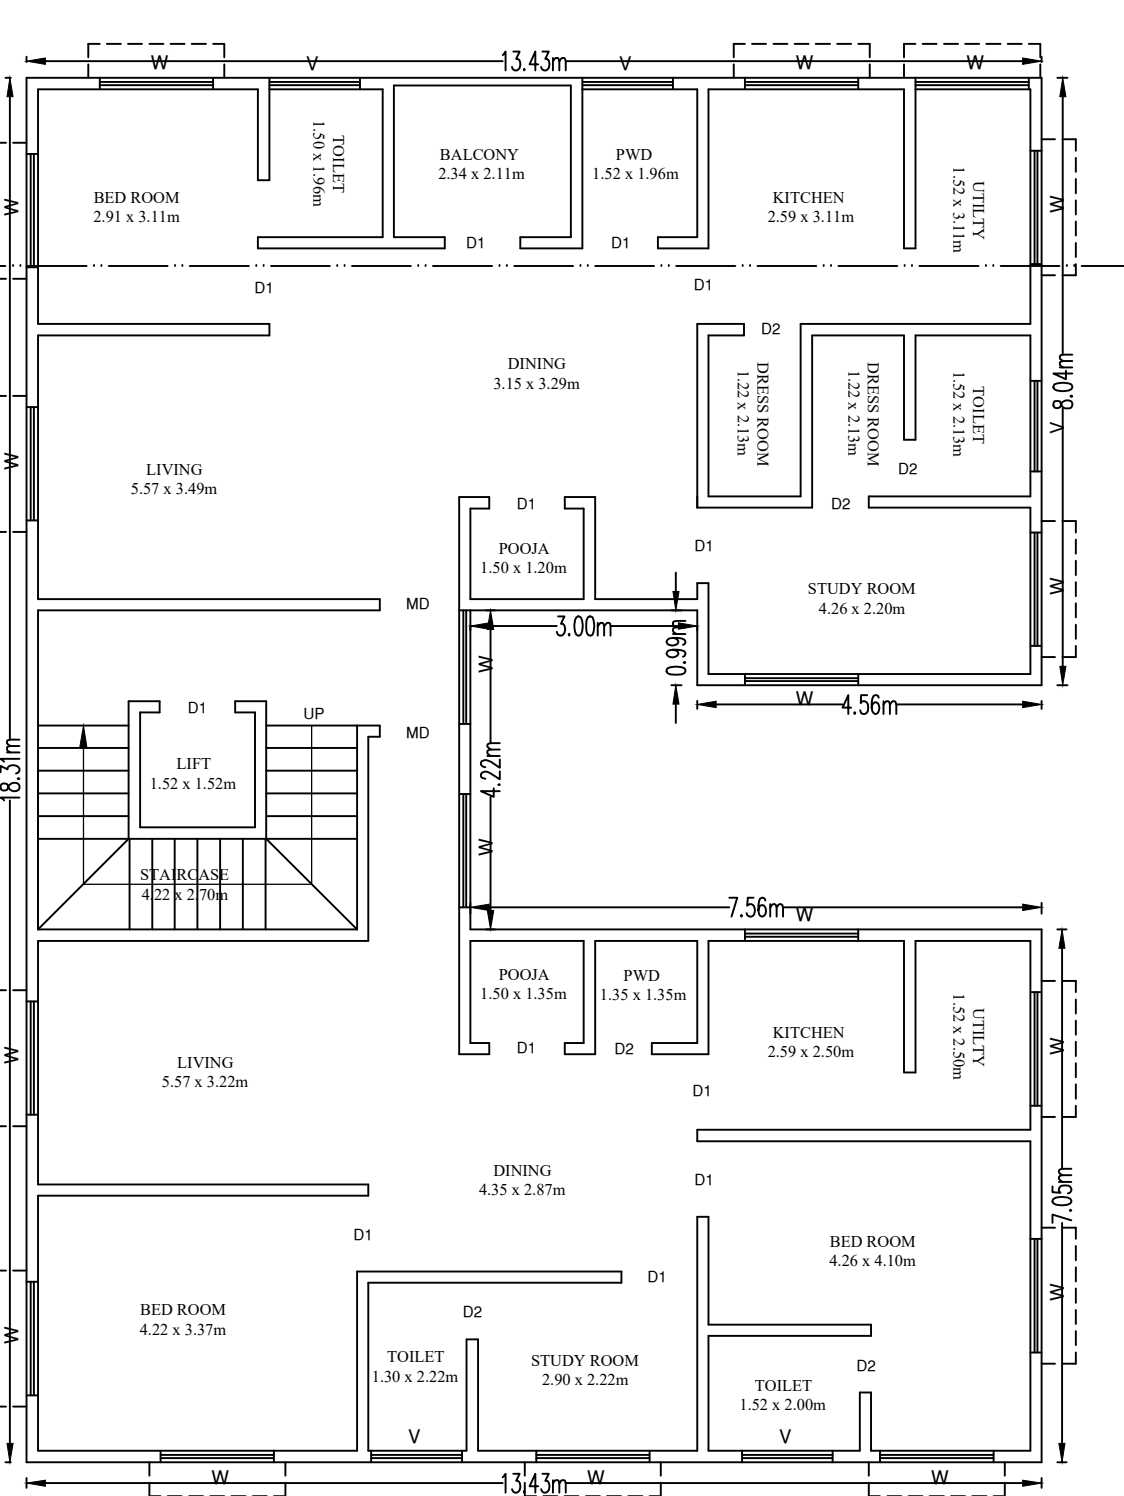 13.43m
W
V
V
W
W
BED ROOM
2.91 x 3.11m
TOILET
1.50 x 1.96m
BALCONY
2.34 x 2.11m
PWD
1.52 x 1.96m
KITCHEN
2.59 x 3.11m
UTILTY
1.52 x 3.11m
W
W
D1
D1
D1
D1
D2
DINING
3.15 x 3.29m
DRESS ROOM
1.22 x 2.13m
DRESS ROOM
1.22 x 2.13m
TOILET
1.52 x 2.13m
8.04m
V
W
LIVING
5.57 x 3.49m
D2
D1
D2
POOJA
1.50 x 1.20m
D1
STUDY ROOM
4.26 x 2.20m
W
MD
3.00m
0.99m
W
W
4.56m
D1
UP
MD
18.31m
LIFT
1.52 x 1.52m
4.22m
W
STAIRCASE
4.22 x 2.70m
7.56m
W
POOJA
1.50 x 1.35m
PWD
1.35 x 1.35m
KITCHEN
2.59 x 2.50m
UTILTY
1.52 x 2.50m
W
W
D1
D2
LIVING
5.57 x 3.22m
D1
DINING
4.35 x 2.87m
D1
7.05m
D1
BED ROOM
4.26 x 4.10m
D1
W
BED ROOM
4.22 x 3.37m
D2
W
TOILET
1.30 x 2.22m
STUDY ROOM
2.90 x 2.22m
D2
TOILET
1.52 x 2.00m
V
V
W
13.43m
W
W